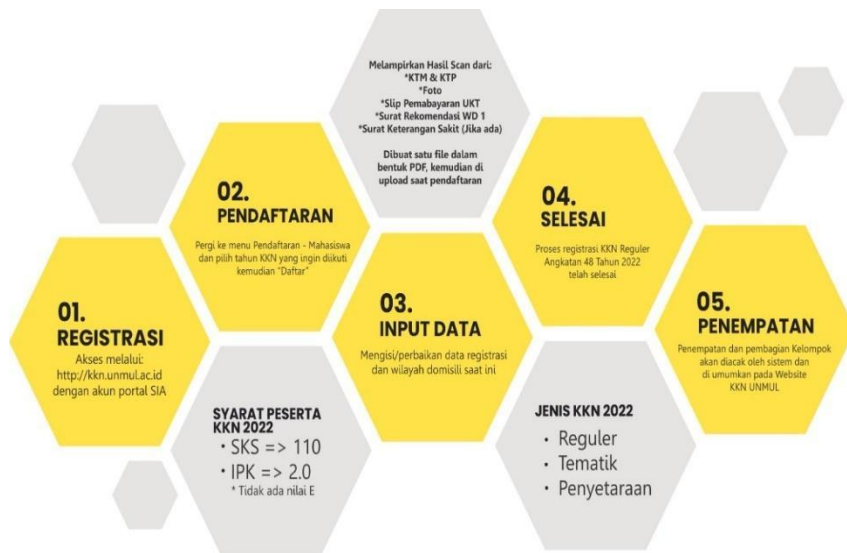 Melampirkan Hasil Scan dari:
*KTM & KTP
*Foto
*Slip Pemabayaran UKT
*Surat Rekomendasi WD 1
*Surat Keterangan Sakit (Jika ada)
Dibuat satu file dalam
bentuk PDF, kemudian di
upload saat pendaftaran
01.
REGISTRASI
Akses melalui:
http://kkn.unmul.ac.id
dengan akun portal SIA
02.
PENDAFTARAN
Pergi ke menu Pendaftaran - Mahasiswa
dan pilih tahun KKN yang ingin diikuti
kemudian "Daftar"
03.
INPUT DATA
Mengisi/perbaikan data registrasi
dan wilayah domisili saat ini
04.
SELESAI
Proses registrasi KKN Reguler
Angkatan 48 Tahun 2022
telah selesai
05.
PENEMPATAN
Penempatan dan pembagian Kelompok
akan diacak oleh sistem dan
di umumkan pada Website
KKN UNMUL
SYARAT PESERTA
KKN 2022
• SKS => 110
• IPK => 2.0
* Tidak ada nilai E
JENIS KKN 2022
• Reguler
• Tematik
• Penyetaraan